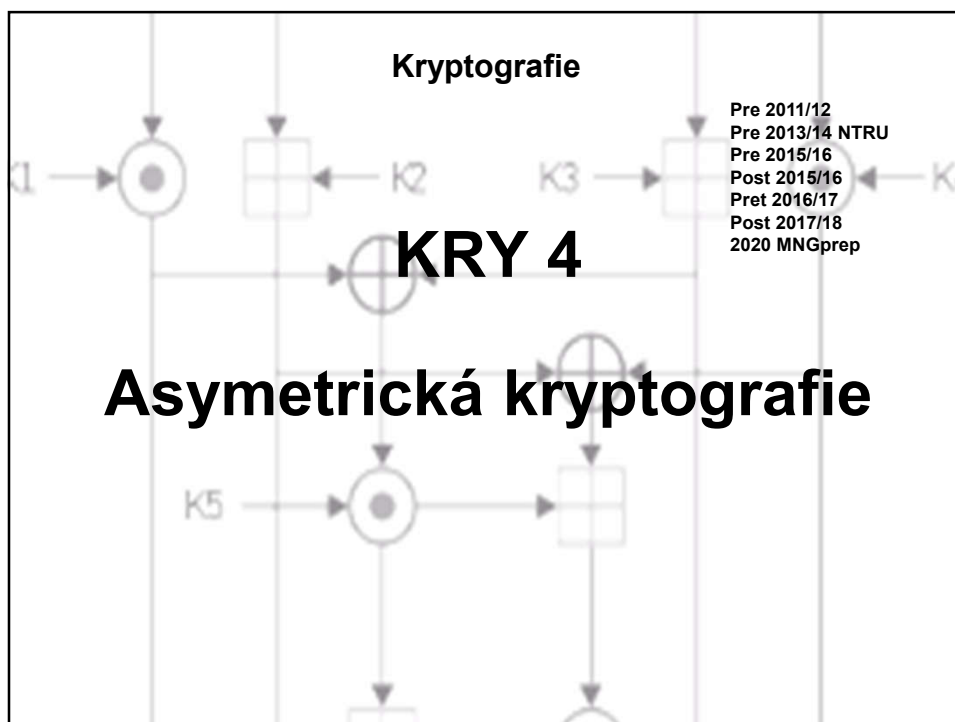 Kryptografie
Pre 2011/12
Pre 2013/14 NTRU
Pre 2015/16
Post 2015/16
Pret 2016/17
Post 2017/18
2020 MNGprep
K2
K3
KRY 4
Asymetrická kryptografie
K5